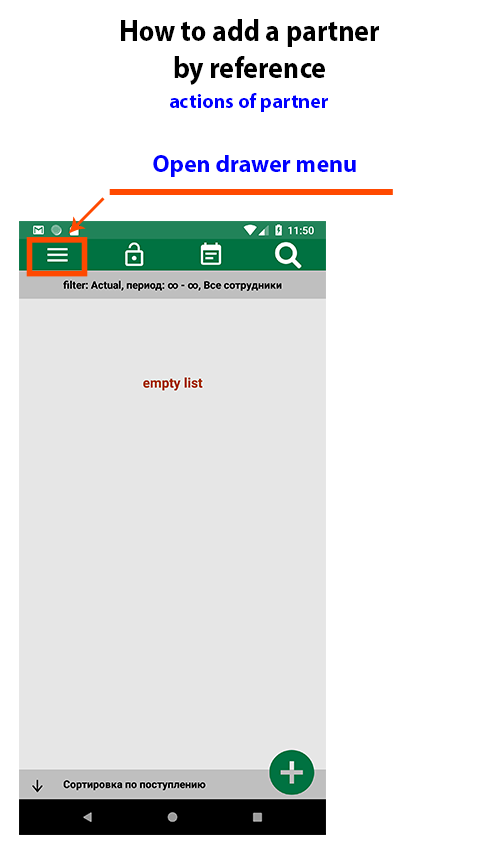 How to add a partner
by reference
actions of partner
Open drawer menu
11:50
filter: Actual, период: ∞ - ∞, Все сотрудники
empty list
Сортировка по поступлению